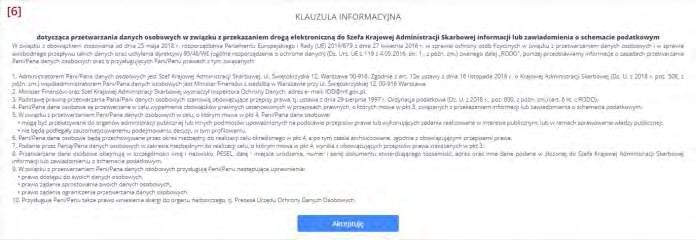 [6]
KLAUZULA INFORMACYJNA
dotycząca przetwarzania danych osobowych w związku z przekazaniem drogą elektroniczną do Szefa Krajowej Administracji Skarbowej informacji lub zawiadomienia o schemacie podatkowym
W związku z obowiązkiem stosowania od dnia 25 maja 2018 r. rozporządzenia Parlamentu Europejskiego i Rady (UE) 2016/679 z dnia 27 kwietnia 2016 r. w sprawie ochrony osób fizycznych w związku z przetwarzaniem danych osobowych i w sprawie
swobodnego przepływu takich danych oraz uchylenia dyrektywy 95/46/WE (ogólne rozporządzenie o ochronie danych) (Dz. Urz. UE L 119 z 4.05.2016, str. 1, z późn. zm.) zwanego dalej „RODO", poniżej przedstawiamy informację o zasadach przetwarzania
Pani/Pana danych osobowych oraz o przysługujących Pani/Panu prawach z tym związanych:
1. Administratorem Pani/Pana danych osobowych jest Szef Krajowej Administracji Skarbowej, ul. Świętokrzyska 12, Warszawa 00-916. Zgodnie z art. 12e ustawy z dnia 16 listopada 2016 r. o Krajowej Administracji Skarbowej (Dz. U. z 2018 r. poz. 508, z
późn. zm.) współadministratorem Pani/Pana danych osobowych jest Minister Finansów z siedzibą w Warszawie przy ul. Świętokrzyskiej 12, 00-916 Warszawa.
2. Minister Finansów oraz Szef Krajowej Administracji Skarbowej wyznaczył Inspektora Ochrony Danych; adres e-mail: IOD@mf.gov.pl.
3. Podstawę prawną przetwarzania Pani/Pana danych osobowych stanowią obowiązujące przepisy prawa, tj. ustawa z dnia 29 sierpnia 1997 r. Ordynacja podatkowa (Dz. U. z 2018 r. poz. 800, z późn. zm.) (art. 6 lit. c RODO).
4. Pani/Pana dane osobowe są przetwarzane w celu wypełnienia obowiązków prawnych ustanowionych w przepisach prawnych, o których mowa w pkt 3, związanych z przekazaniem informacji lub zawiadomienia o schemacie podatkowym.
5. W związku z przetwarzaniem Pani/Pana danych osobowych w celu, o którym mowa w pkt 4, Pani/Pana dane osobowe:
• mogą być przekazywane do organów administracji publicznej lub innych podmiotów upoważnionych na podstawie przepisów prawa lub wykonujących zadania realizowane w interesie publicznym, lub w ramach sprawowania władzy publicznej;
• nie będą podlegały zautomatyzowanemu podejmowaniu decyzji, w tym profilowaniu.
6. Pani/Pana dane osobowe będą przechowywane przez okres niezbędny do realizacji celu określonego w pkt 4, a po tym czasie archiwizowane, zgodnie z obowiązującymi przepisami prawa.
7. Podanie przez Panią/Pana danych osobowych w zakresie niezbędnym do realizacji celu, o którym mowa w pkt 4, wynika z obowiązujących przepisów prawa wskazanych w pkt 3.
8. Przetwarzane dane osobowe obejmują w szczególności imię i nazwisko, PESEL, datę i miejsce urodzenia, numer i serię dokumentu stwierdzającego tożsamość, adres oraz inne dane podane w złożonej do Szefa Krajowej Administracji Skarbowej
informacji lub zawiadomieniu o schemacie podatkowym.
9. W związku z przetwarzaniem Pani/Pana danych osobowych przysługują Pani/Panu następujące uprawnienia:
• prawo dostępu do swoich danych osobowych,
• prawo żądania sprostowania swoich danych osobowych,
• prawo żądania ograniczenia przetwarzania danych osobowych.
10. Przysługuje Pani/Panu także prawo wniesienia skargi do organu nadzorczego, tj. Prezesa Urzędu Ochrony Danych Osobowych.
Akceptuję